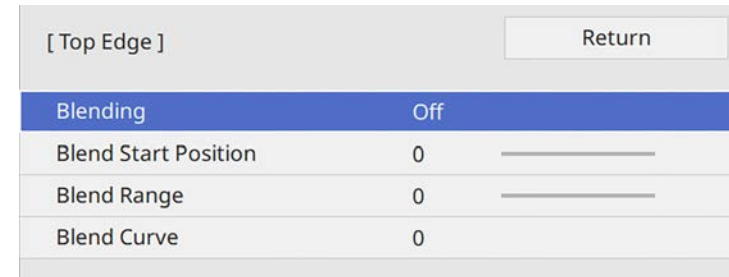 [ Top Edge ] Return
Blending Off
Blend Start Position 0
Blend Range 0
Blend Curve 0